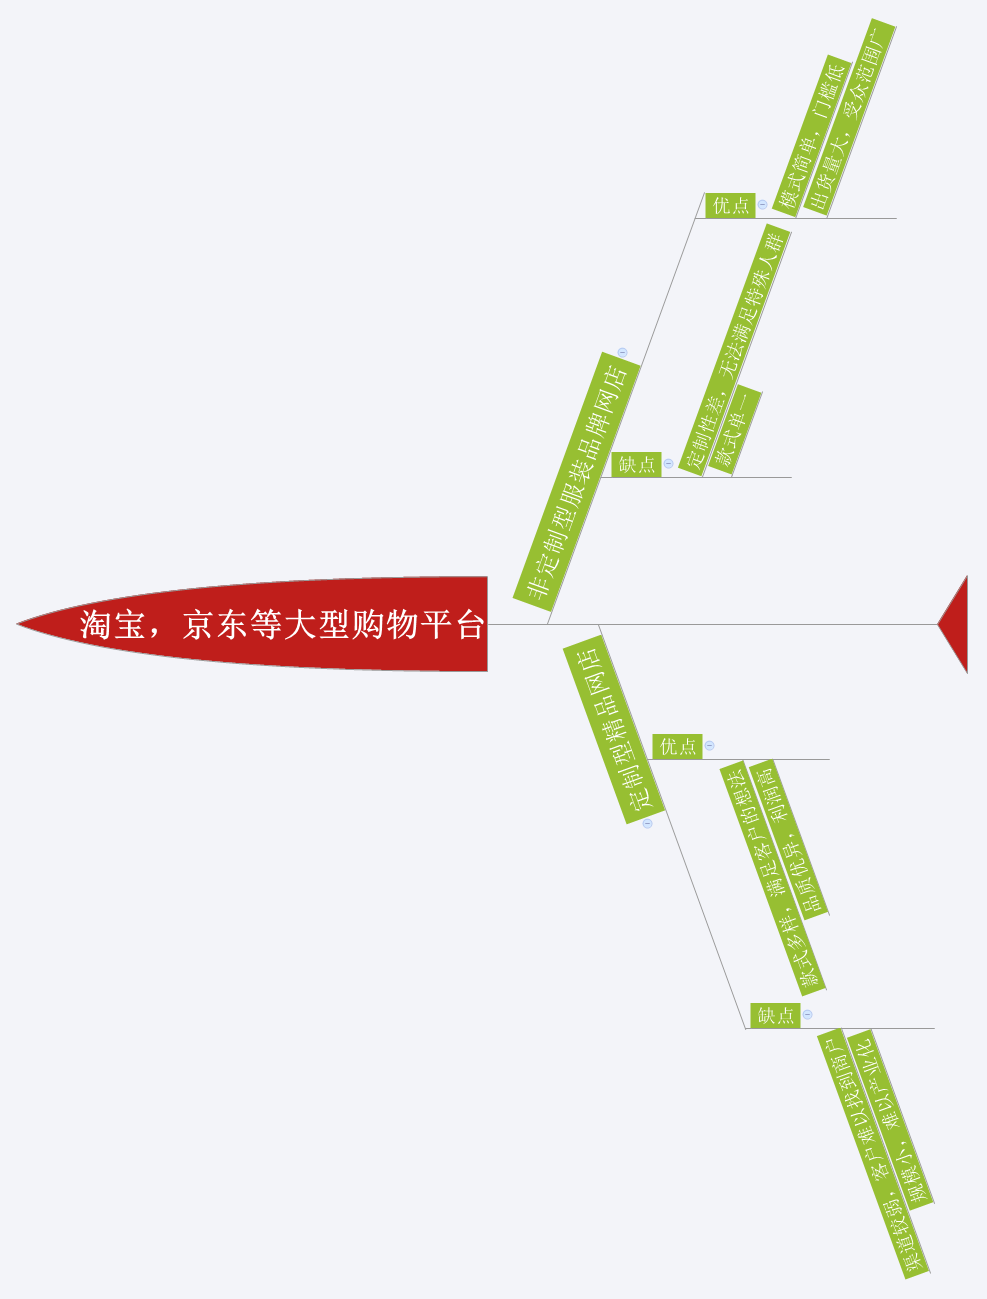 淘宝，京东等大型购物平台
非定制型服装品牌网店
优点
模式简单，门槛低
出货量大，受众范围广
缺点
定制性差，无法满足特殊人群
款式单一
定制型精品网店
优点
款式多样，满足客户的想法
品质优异，利润高
缺点
渠道较弱，客户难以找到商户
规模小，难以产业化